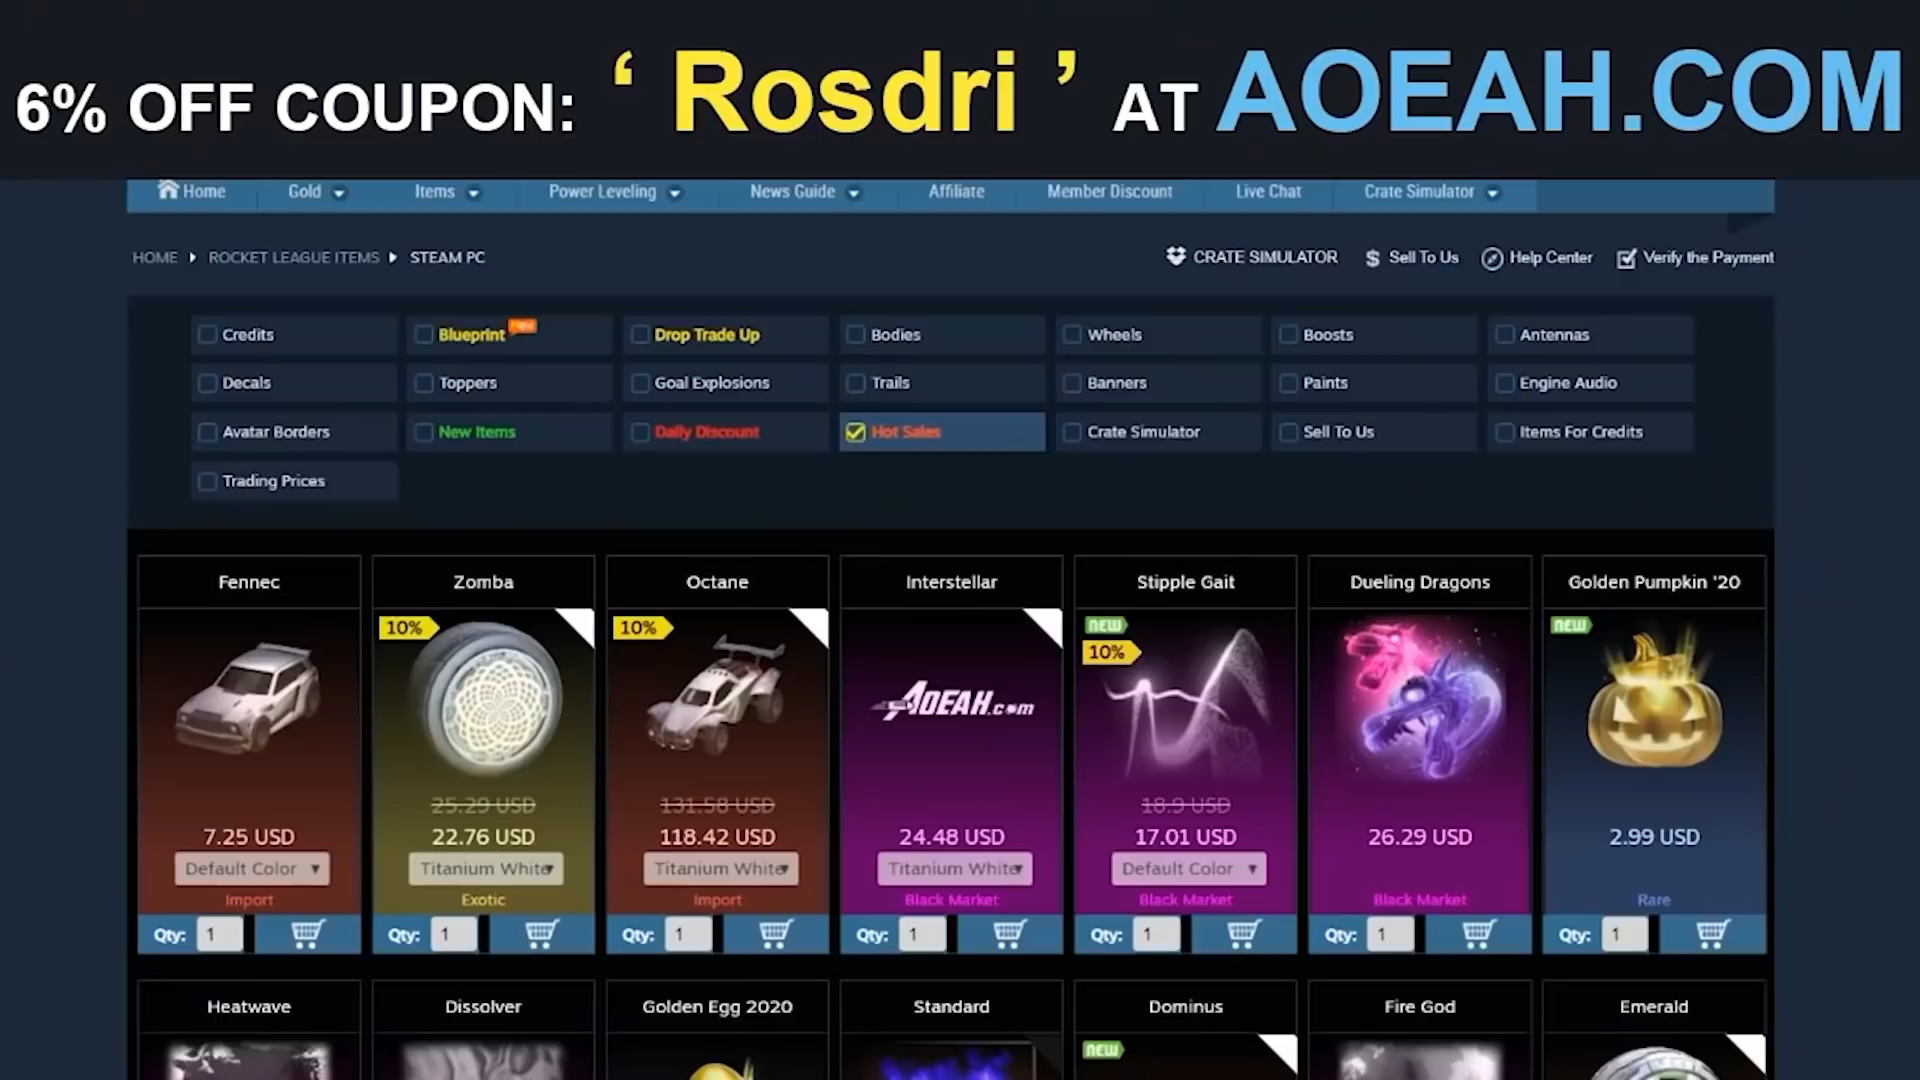 6% OFF COUPON: ‘ Rosdri ’ AT AOEAH.COM
Home Gold Items Power Leveling News Guide Affiliate Member Discount Live Chat Crate Simulator
HOME ROCKET LEAGUE ITEMS STEAM PC CRATE SIMULATOR $ Sell To Us Help Center Verify the Payment
Credits Blueprint Drop Trade Up Bodies Wheels Boosts Antennas
Decals Toppers Goal Explosions Trails Banners Paints Engine Audio
Avatar Borders New Items Daily Discount Hot Sales Crate Simulator Sell To Us Items For Credits
Trading Prices
Fennec Zomba Octane Interstellar Stipple Gait Dueling Dragons Golden Pumpkin '20
10% 10% NEW NEW
10%
AOEAH.com
25.29 USD 131.58 USD 18.9 USD
7.25 USD 22.76 USD 118.42 USD 24.48 USD 17.01 USD 26.29 USD 2.99 USD
Default Color Titanium White Titanium White Titanium White Default Color
Import Exotic Import Black Market Black Market Black Market Rare
Qty: 1 Qty: 1 Qty: 1 Qty: 1 Qty: 1 Qty: 1 Qty: 1
Heatwave Dissolver Golden Egg 2020 Standard Dominus Fire God Emerald
NEW